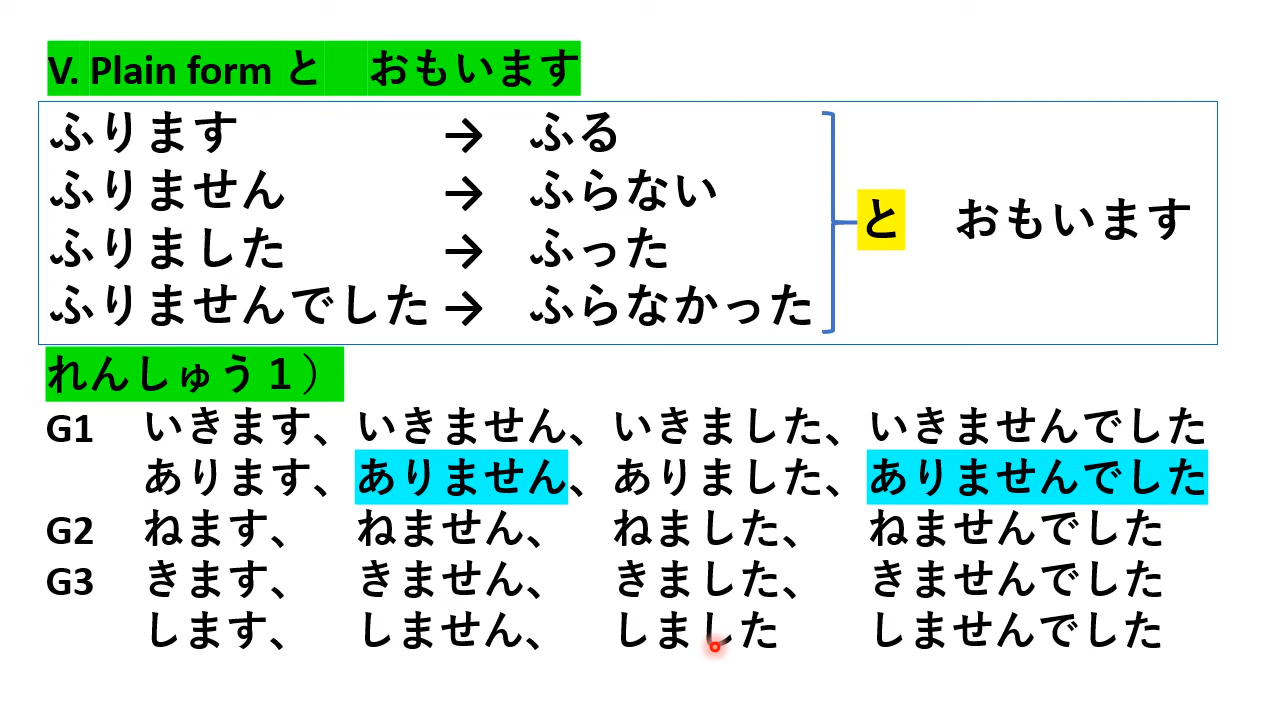 V. Plain form と　おもいます
ふります → ふる
ふりません → ふらない
ふりました → ふった
ふりませんでした → ふらなかった
と　おもいます
れんしゅう１）
G1 いきます、いきません、いきました、いきませんでした
あります、ありません、ありました、ありませんでした
G2 ねます、ねません、ねました、ねませんでした
G3 きます、きません、きました、きませんでした
します、しません、しました しませんでした